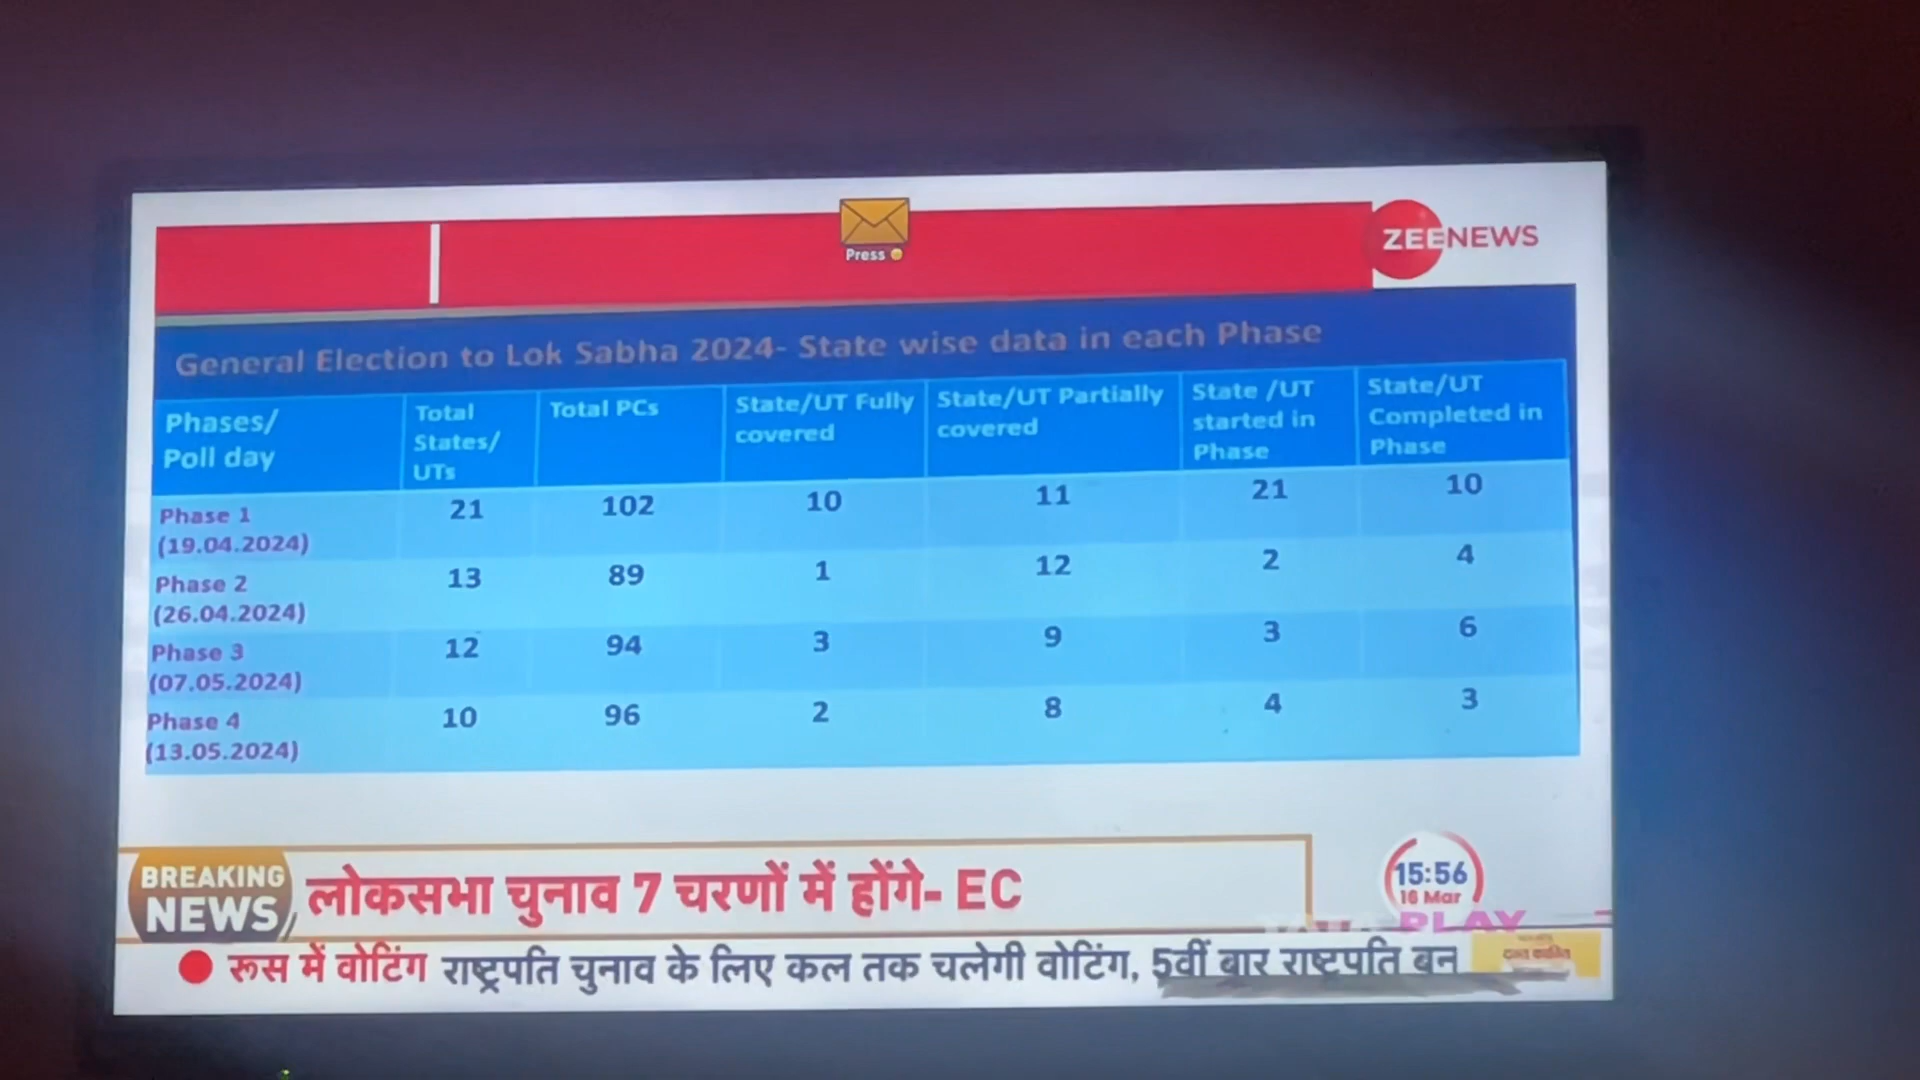 Press
ZEENEWS
General Election to Lok Sabha 2024- State wise data in each Phase
Phases/ Poll day
Total States/ UTs
Total PCs
State/UT Fully covered
State/UT Partially covered
State /UT started in Phase
State/UT Completed in Phase
Phase 1 (19.04.2024) 21 102 10 11 21 10
Phase 2 (26.04.2024) 13 89 1 12 2 4
Phase 3 (07.05.2024) 12 94 3 9 3 6
Phase 4 (13.05.2024) 10 96 2 8 4 3
BREAKING NEWS
लोकसभा चुनाव 7 चरणों में होंगे- EC
15:56
16 Mar
TATA PLAY
रूस में वोटिंग राष्ट्रपति चुनाव के लिए कल तक चलेगी वोटिंग, 5वीं बार राष्ट्रपति बन